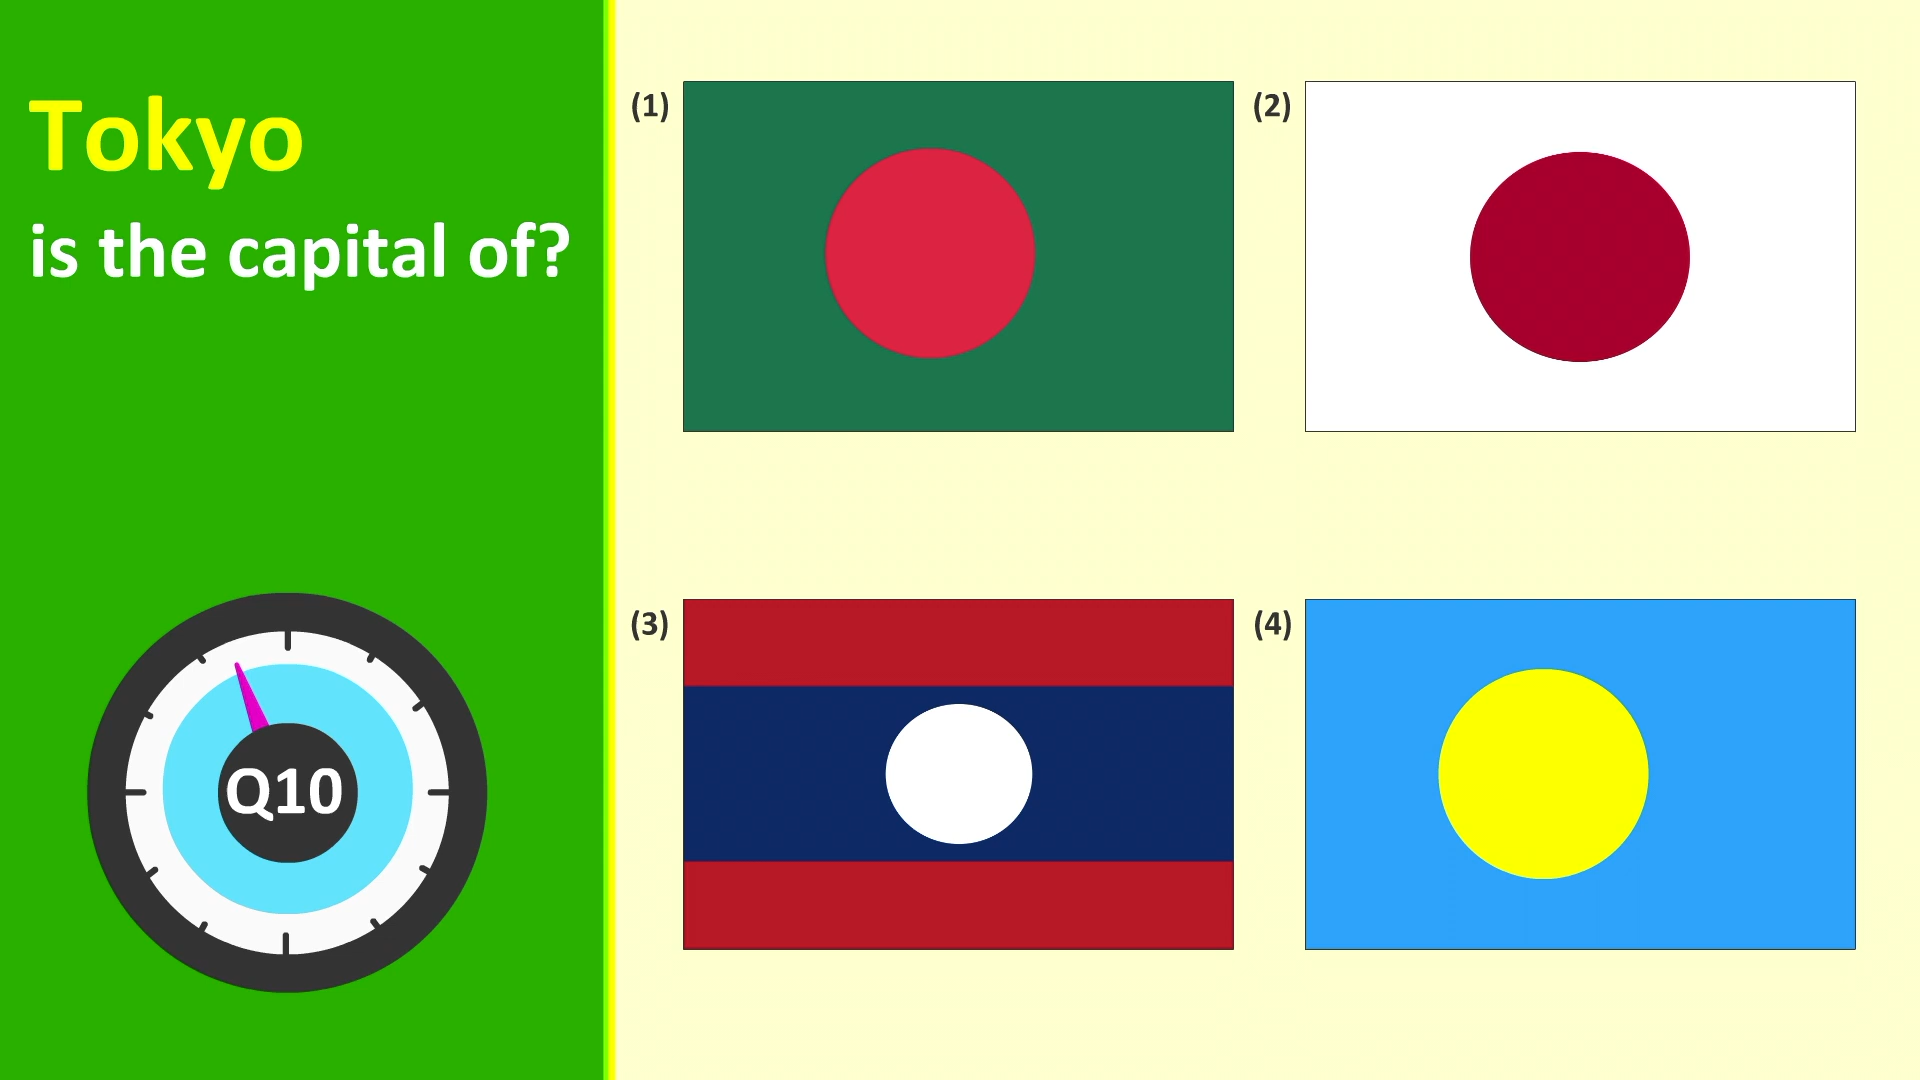 Tokyo
is the capital of?
(1)
(2)
(3)
(4)
Q10